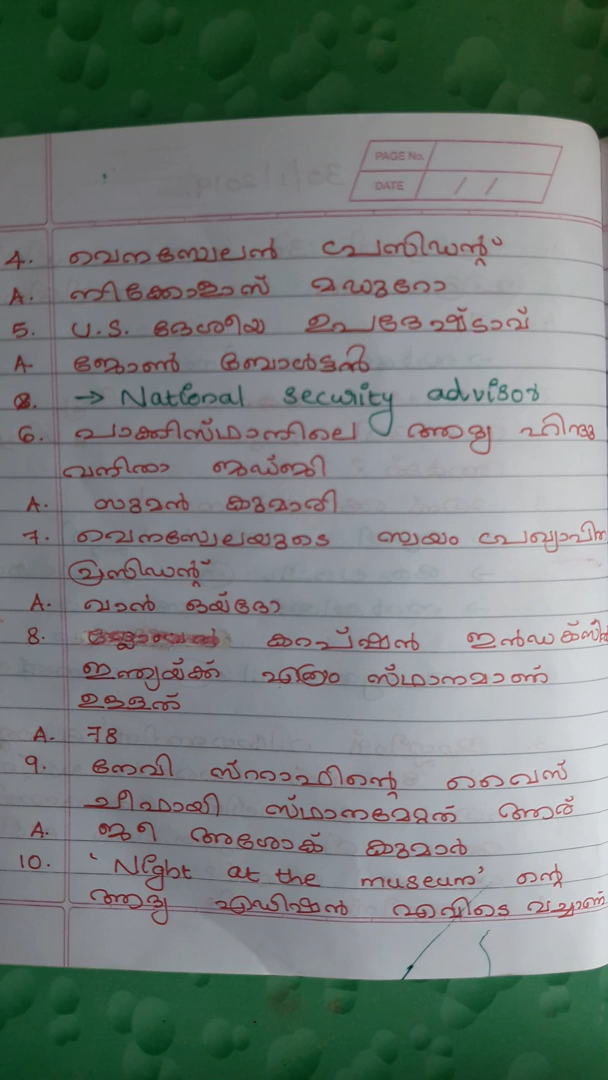 PAGE No.
DATE / /
4. വെനസ്വേലൻ പ്രസിഡന്റ്
A. നിക്കോളാസ് മഡുറോ
5. U.S. ദേശീയ ഉപദേഷ്ടാവ്
A. ജോൺ ബോൾട്ടൻ
→ National security advisor
6. പാക്കിസ്ഥാനിലെ ആദ്യ ഹിന്ദു
വനിതാ ജഡ്ജി
A. സുമൻ കുമാരി
7. വെനസ്വേലയുടെ സ്വയം പ്രഖ്യാപിത
പ്രസിഡന്റ്
A. ഖാൻ ഗ്വയ്ദോ
8. കറപ്ഷൻ ഇൻഡക്സിൽ
ഇന്ത്യയ്ക്ക് എത്രാം സ്ഥാനമാണ്
ഉള്ളത്
A. 78
9. നേവി സ്റ്റാഫിന്റെ വൈസ്
ചീഫായി സ്ഥാനമേറ്റത് ആര്
A. ജി അശോക് കുമാർ
10. 'Night at the museum' ന്റെ
ആദ്യ എഡിഷൻ എവിടെ വച്ചാണ്